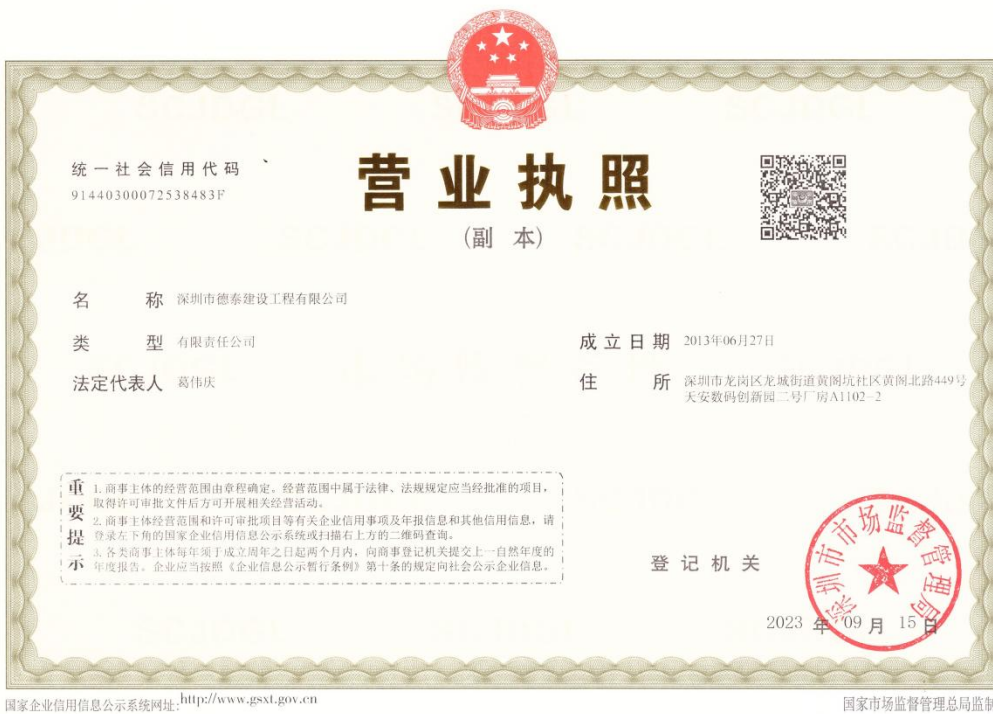 统一社会信用代码
91440300072538483F
营业执照
(副 本)
名 称 深圳市德泰建设工程有限公司
类 型 有限责任公司
法定代表人 葛伟庆
成立日期 2013年06月27日
住 所 深圳市龙岗区龙城街道黄阁坑社区黄阁北路449号
天安数码创新园二号厂房A1102-2
重要提示
1.商事主体的经营范围由章程确定。经营范围中属于法律、法规规定应当经批准的项目,
取得许可审批文件后方可开展相关经营活动。
2.商事主体经营范围和许可审批项目等有关企业信用事项及年报信息和其他信用信息,请
登录左下角的国家企业信用信息公示系统或扫描右上方的二维码查询。
3.各类商事主体每年须于成立周年之日起两个月内,向商事登记机关提交上一自然年度的
年度报告。企业应当按照《企业信息公示暂行条例》第十条的规定向社会公示企业信息。
登记机关
深圳市市场监督管理局
2023 年 09 月 15 日
国家企业信用信息公示系统网址:http://www.gsxt.gov.cn
国家市场监督管理总局监制